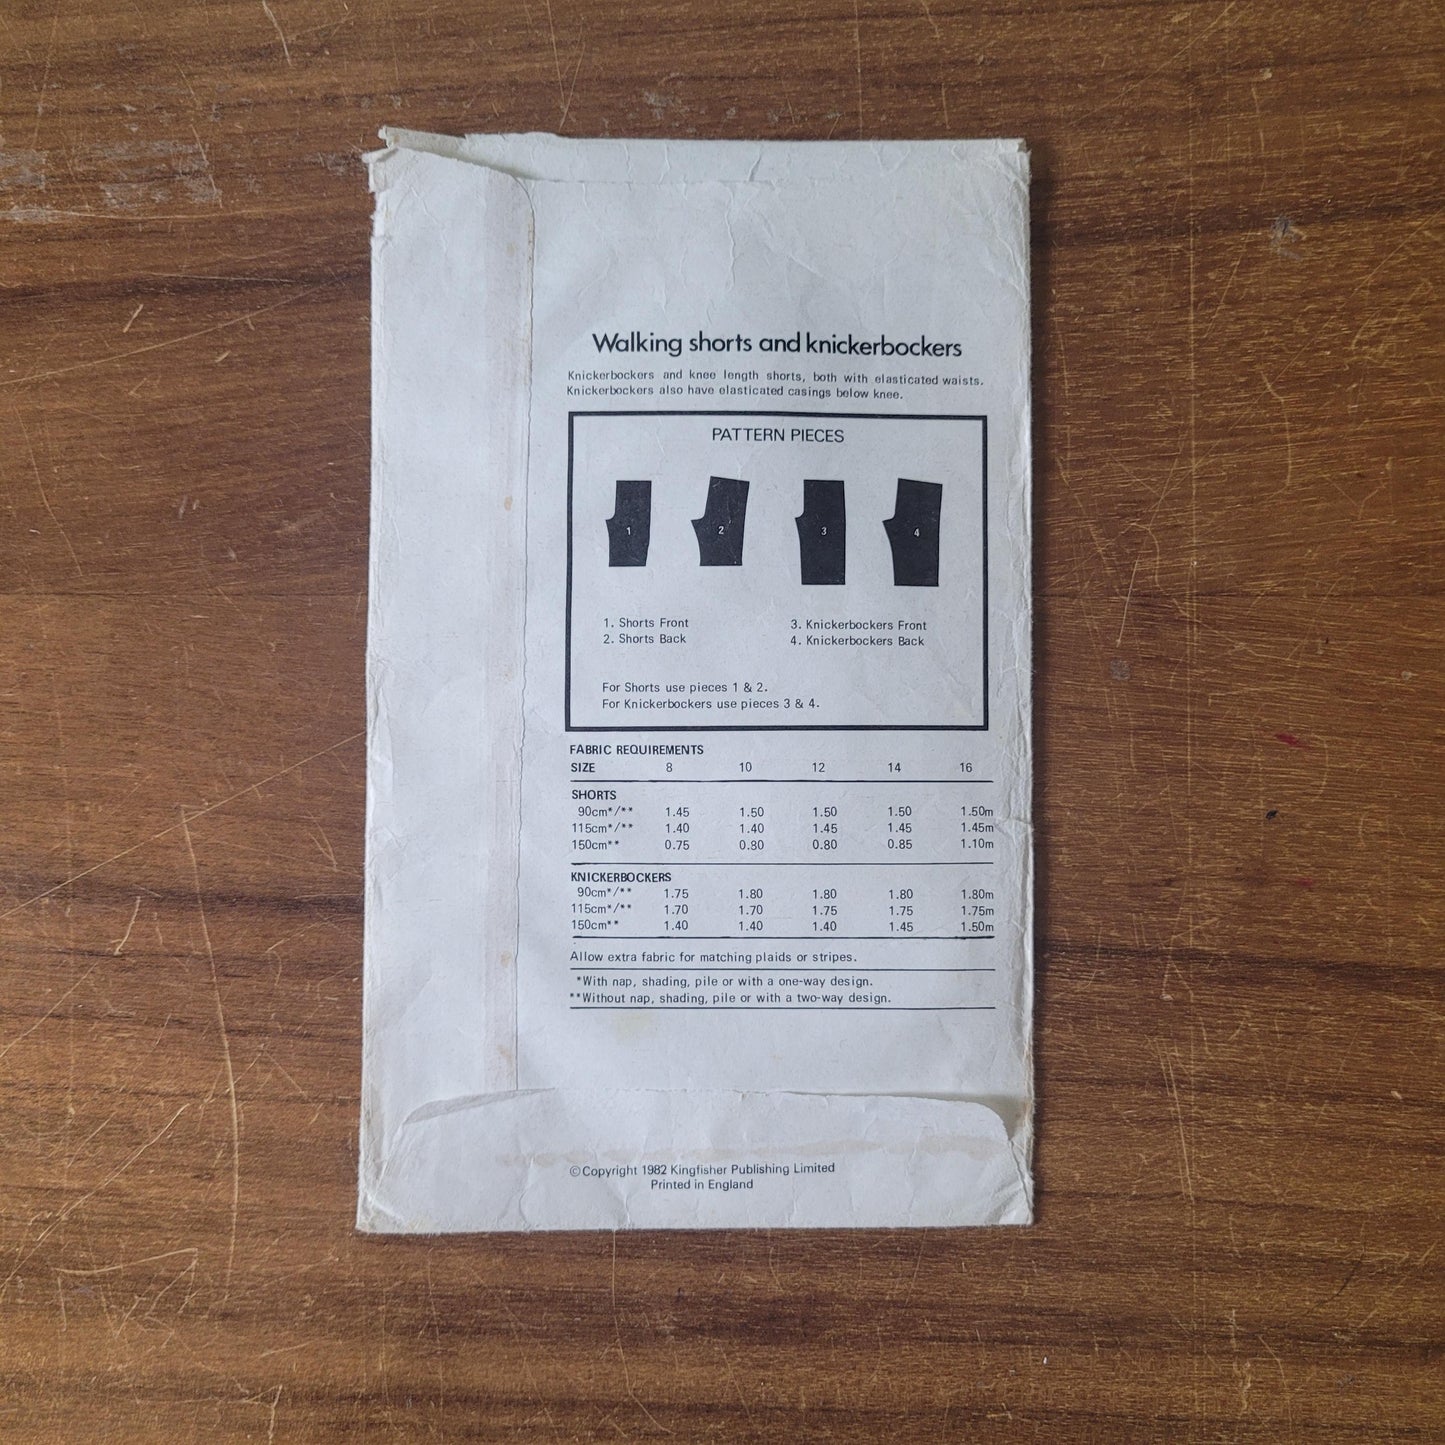 Walking shorts and knickerbockers
Knickerbockers and knee length shorts, both with elasticated waists.
Knickerbockers also have elasticated casings below knee.
PATTERN PIECES
1 2 3 4
1. Shorts Front 3. Knickerbockers Front
2. Shorts Back 4. Knickerbockers Back
For Shorts use pieces 1 & 2.
For Knickerbockers use pieces 3 & 4.
FABRIC REQUIREMENTS
SIZE 8 10 12 14 16
SHORTS
90cm*/** 1.45 1.50 1.50 1.50 1.50m
115cm*/** 1.40 1.40 1.45 1.45 1.45m
150cm** 0.75 0.80 0.80 0.85 1.10m
KNICKERBOCKERS
90cm*/** 1.75 1.80 1.80 1.80 1.80m
115cm*/** 1.70 1.70 1.75 1.75 1.75m
150cm** 1.40 1.40 1.40 1.45 1.50m
Allow extra fabric for matching plaids or stripes.
*With nap, shading, pile or with a one-way design.
**Without nap, shading, pile or with a two-way design.
©Copyright 1982 Kingfisher Publishing Limited
Printed in England